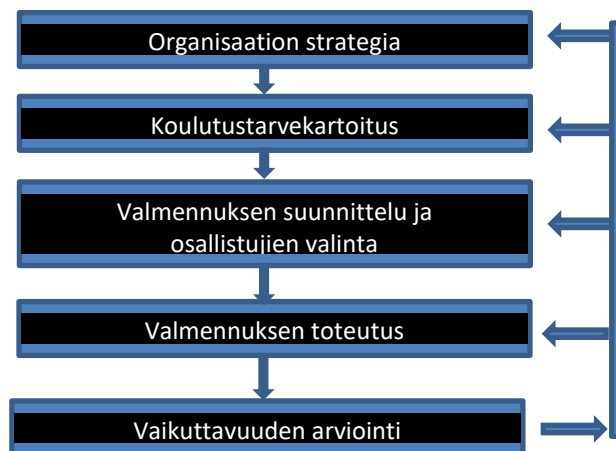 Organisaation strategia
Koulutustarvekartoitus
Valmennuksen suunnittelu ja
osallistujien valinta
Valmennuksen toteutus
Vaikuttavuuden arviointi